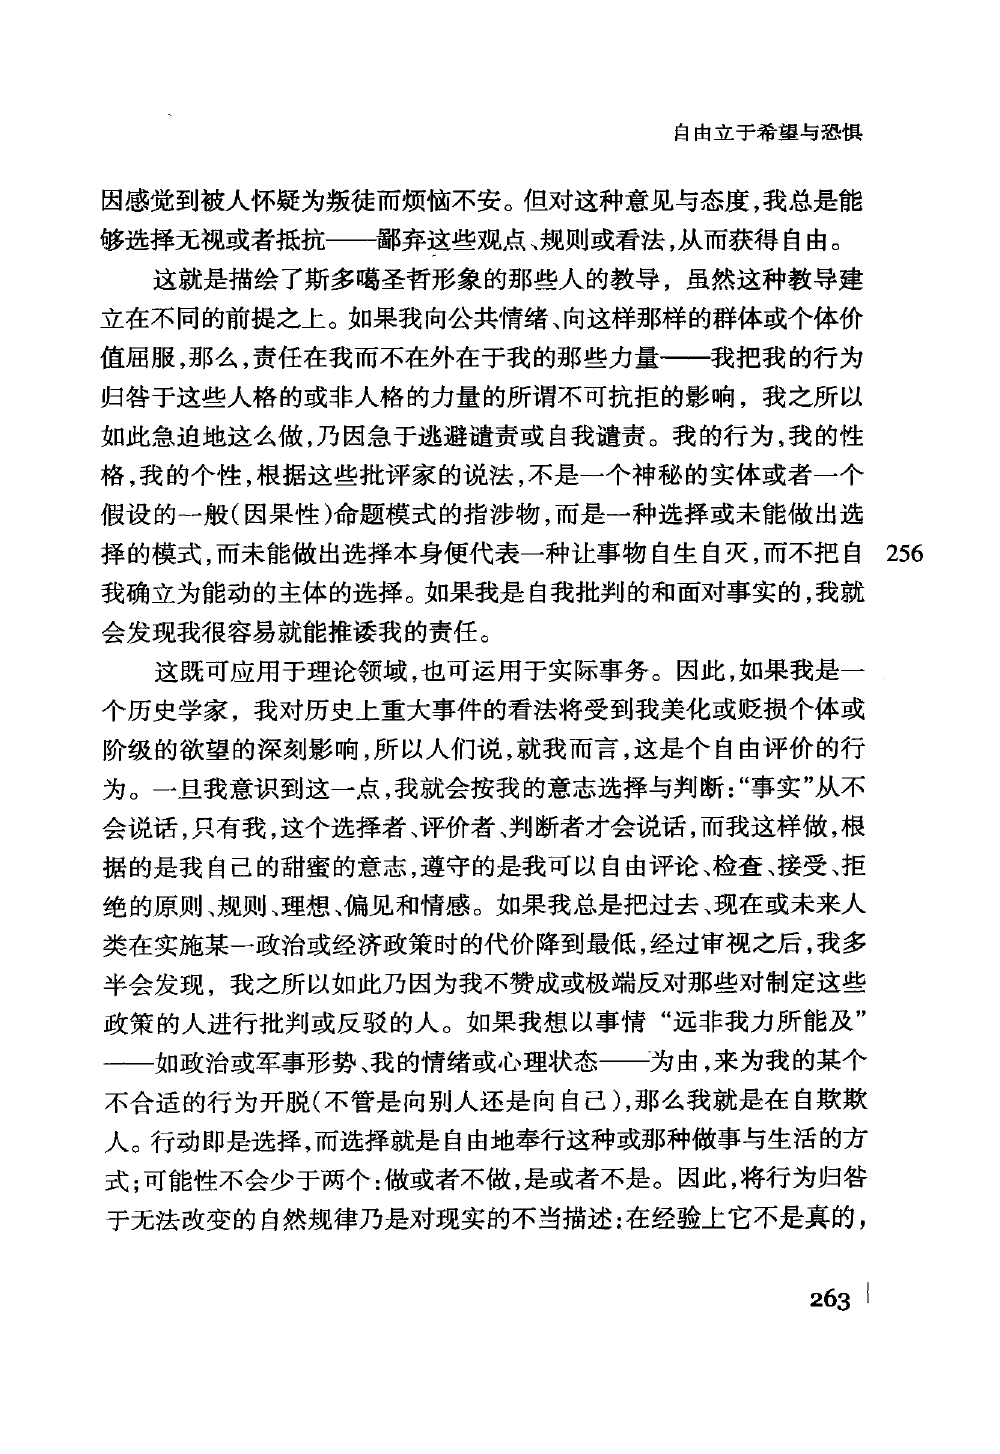 自由立于希望与恐惧
因感觉到被人怀疑为叛徒而烦恼不安。但对这种意见与态度,我总是能
够选择无视或者抵抗——鄙弃这些观点、规则或看法,从而获得自由。
这就是描绘了斯多噶圣哲形象的那些人的教导，虽然这种教导建
立在不同的前提之上。如果我向公共情绪、向这样那样的群体或个体价
值屈服,那么,责任在我而不在外在于我的那些力量——我把我的行为
归咎于这些人格的或非人格的力量的所谓不可抗拒的影响，我之所以
如此急迫地这么做,乃因急于逃避谴责或自我谴责。我的行为,我的性
格,我的个性,根据这些批评家的说法,不是一个神秘的实体或者一个
假设的一般(因果性)命题模式的指涉物,而是一种选择或未能做出选
择的模式,而未能做出选择本身便代表一种让事物自生自灭,而不把自 256
我确立为能动的主体的选择。如果我是自我批判的和面对事实的,我就
会发现我很容易就能推诿我的责任。
这既可应用于理论领域,也可运用于实际事务。因此,如果我是一
个历史学家，我对历史上重大事件的看法将受到我美化或贬损个体或
阶级的欲望的深刻影响,所以人们说,就我而言,这是个自由评价的行
为。一旦我意识到这一点,我就会按我的意志选择与判断:“事实”从不
会说话,只有我,这个选择者、评价者、判断者才会说话,而我这样做,根
据的是我自己的甜蜜的意志,遵守的是我可以自由评论、检查、接受、拒
绝的原则、规则、理想、偏见和情感。如果我总是把过去、现在或未来人
类在实施某一政治或经济政策时的代价降到最低,经过审视之后,我多
半会发现，我之所以如此乃因为我不赞成或极端反对那些对制定这些
政策的人进行批判或反驳的人。如果我想以事情“远非我力所能及”
——如政治或军事形势、我的情绪或心理状态——为由,来为我的某个
不合适的行为开脱(不管是向别人还是向自己),那么我就是在自欺欺
人。行动即是选择,而选择就是自由地奉行这种或那种做事与生活的方
式;可能性不会少于两个:做或者不做,是或者不是。因此,将行为归咎
于无法改变的自然规律乃是对现实的不当描述:在经验上它不是真的,
263